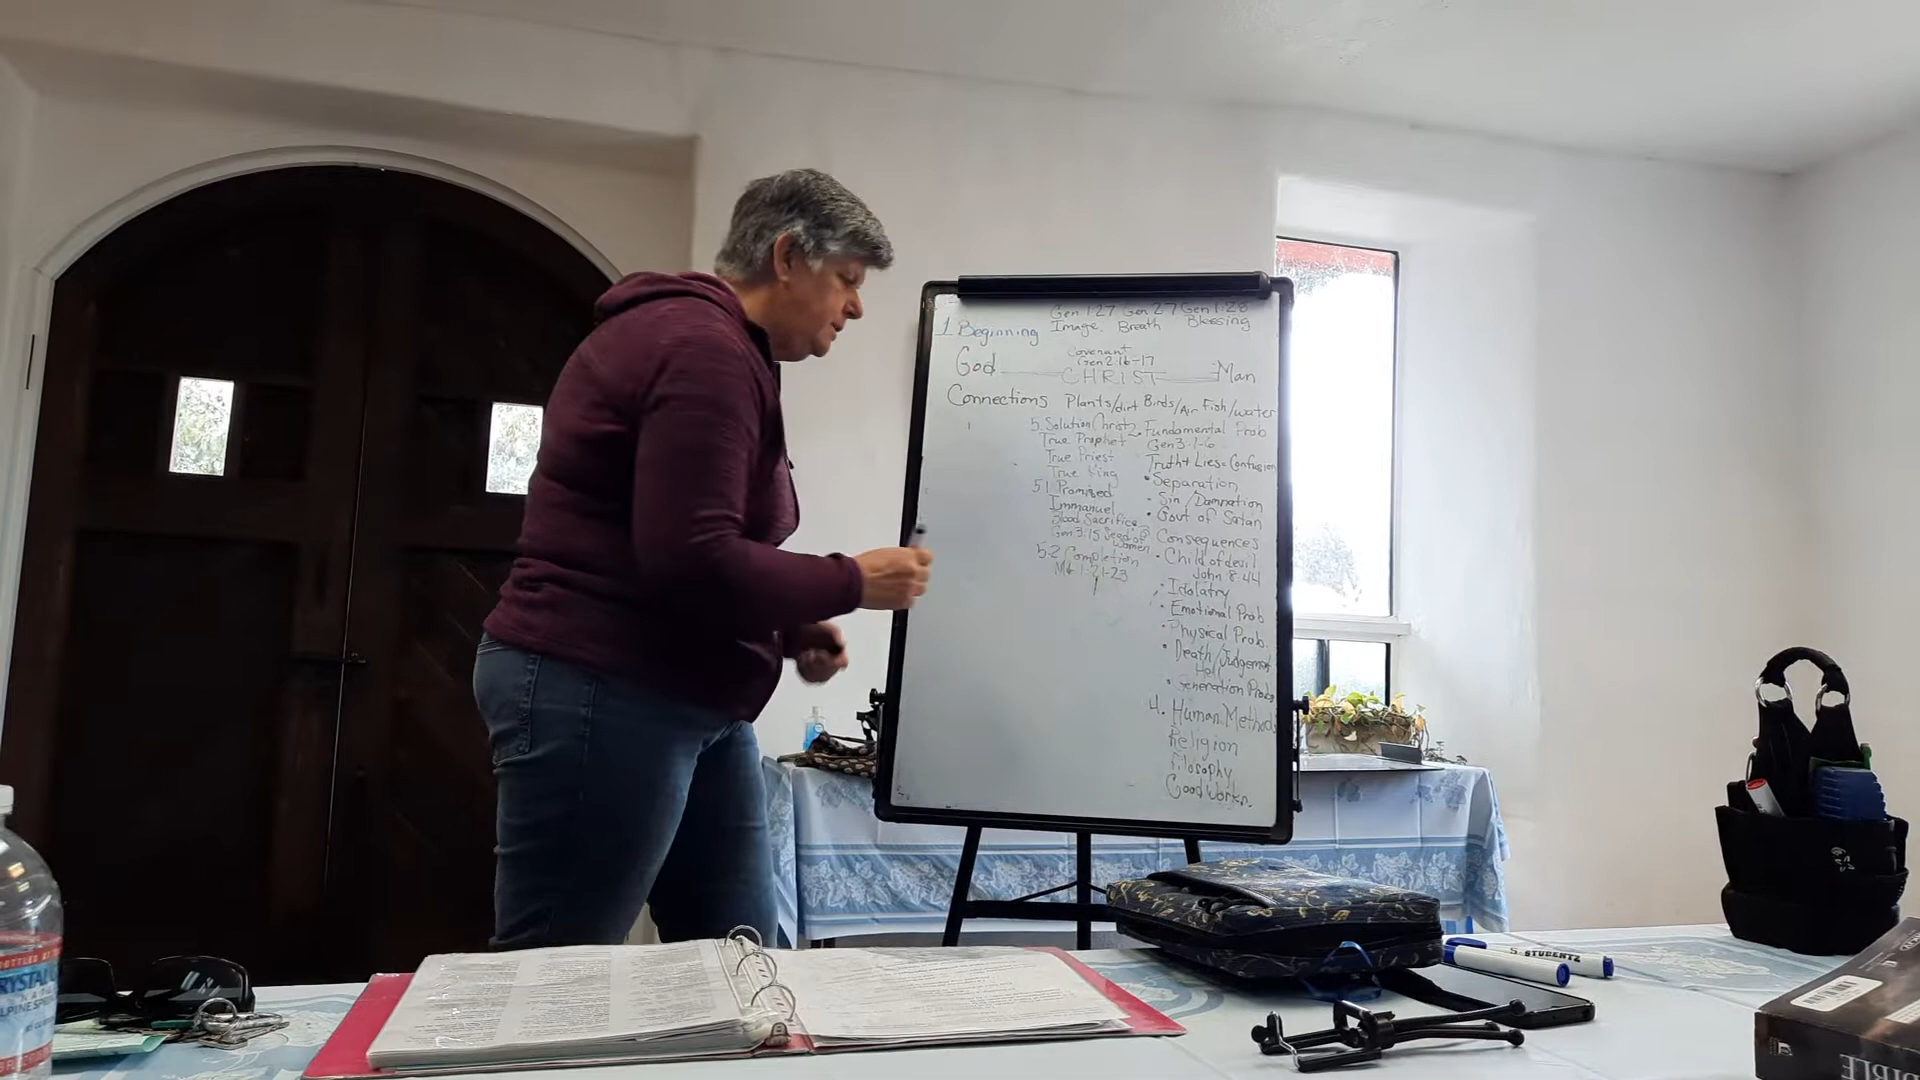 Gen 1:27 Gen 2 7 Gen 1:28
1 Beginning Image. Breath Blessing
Covenant
Gen 2:16-17
God CHRIST Man
Connections Plants/dirt Birds/Air Fish/water
5. Solution Christ
True Prophet
True Priest
True King
5.1 Promised
Immanuel
Blood Sacrifice
Gen 3:15 Seed of
Women
5.2 Completion
Mt 1-21-23
2. Fundamental Prob
Gen 3:1-6
Truth+Lies=Confusion
• Separation
• Sin/Damnation
• Govt of Satan
Consequences
• Child of devil
John 8:44
• Idolatry
• Emotional Prob
• Physical Prob.
• Death/Judgement
Hell
• Generation Probs
4. Human Methods
Religion
Filosophy
Good Works.
CRYSTAL
ALPINE SP
S-STUDENTZ
BIBLE